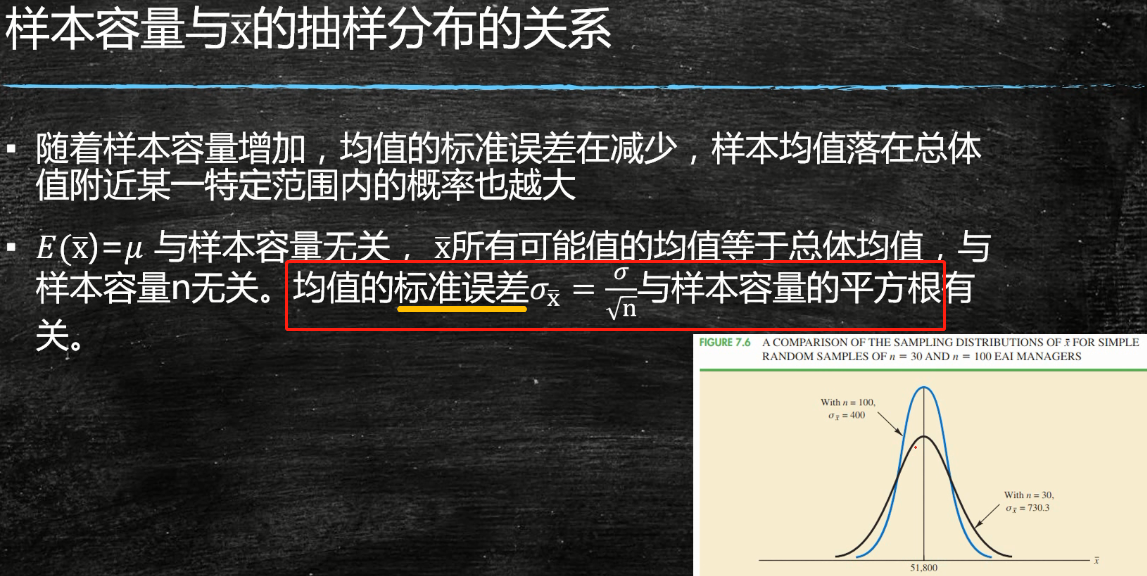 样本容量与x̅的抽样分布的关系
▪ 随着样本容量增加，均值的标准误差在减少，样本均值落在总体
值附近某一特定范围内的概率也越大
▪ E(x̅)=μ 与样本容量无关， x̅所有可能值的均值等于总体均值，与
样本容量n无关。均值的标准误差σx̅ = σ/√n与样本容量的平方根有
关。
FIGURE 7.6 A COMPARISON OF THE SAMPLING DISTRIBUTIONS OF x̅ FOR SIMPLE
RANDOM SAMPLES OF n = 30 AND n = 100 EAI MANAGERS
With n = 100,
σx̅ = 400
With n = 30,
σx̅ = 730.3
x̅
51,800